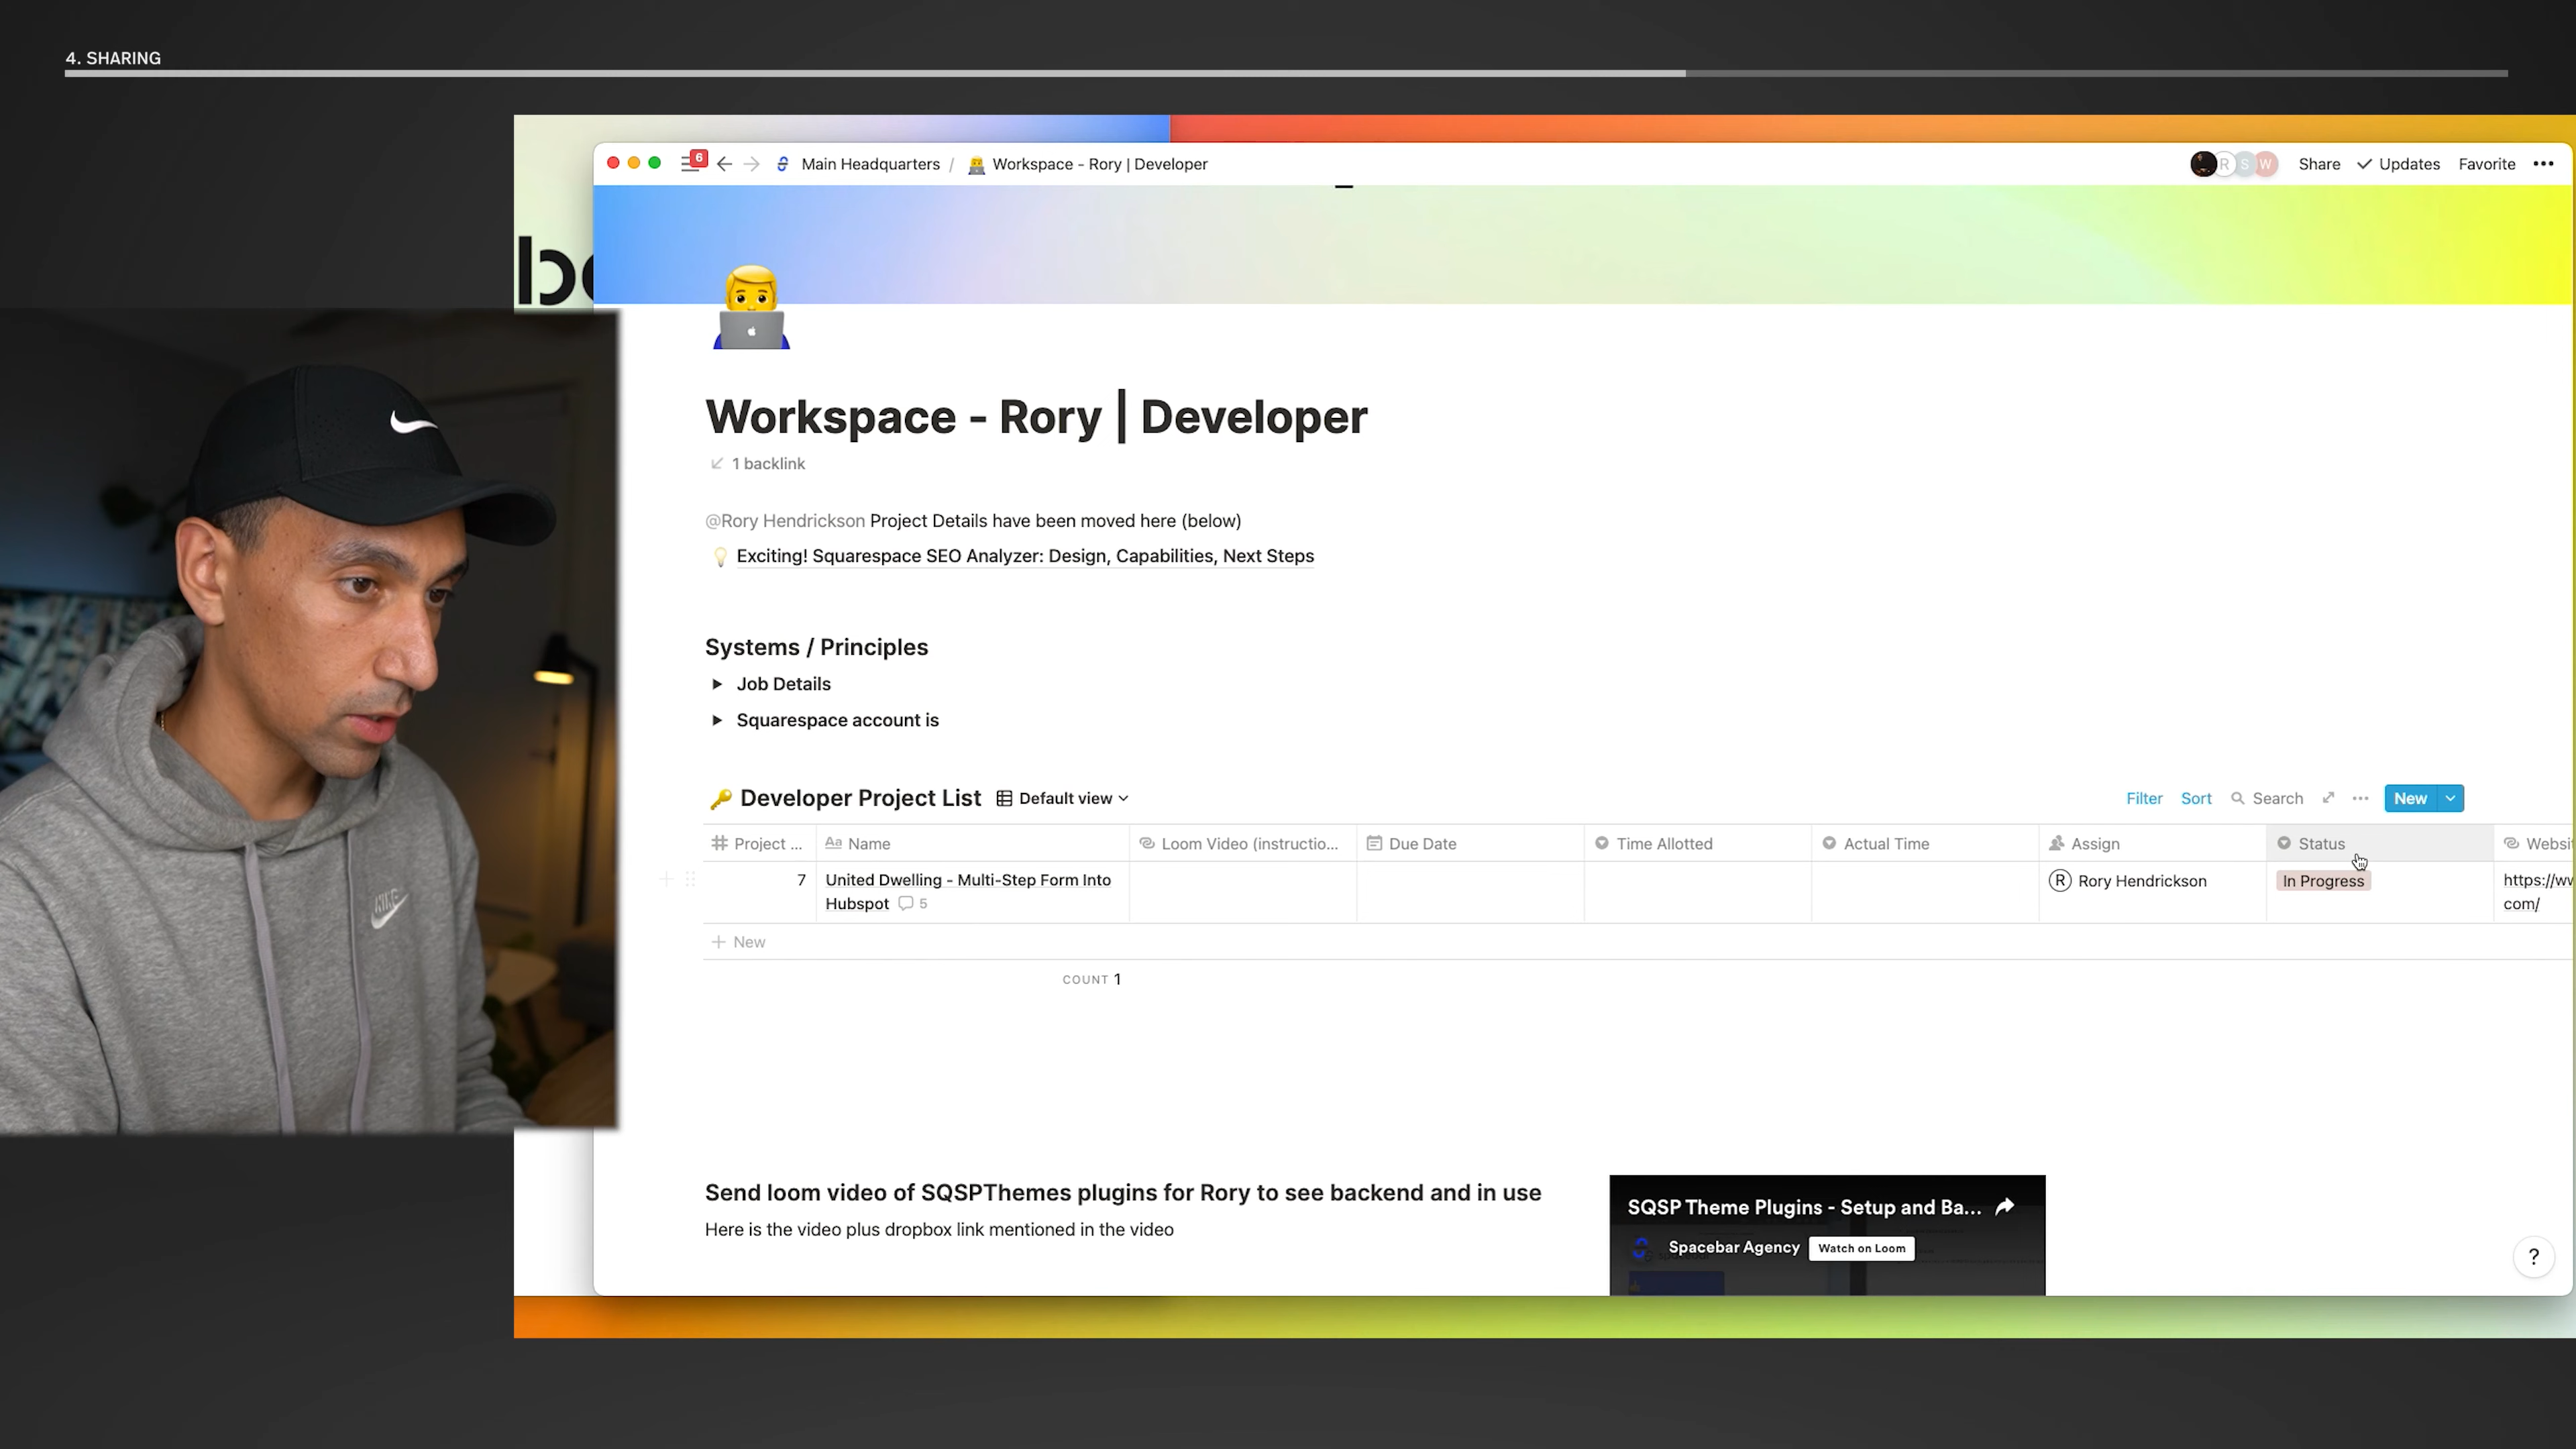 4. SHARING
6
Main Headquarters / Workspace - Rory | Developer
R S W
Share Updates Favorite
Workspace - Rory | Developer
1 backlink
@Rory Hendrickson Project Details have been moved here (below)
Exciting! Squarespace SEO Analyzer: Design, Capabilities, Next Steps
Systems / Principles
Job Details
Squarespace account is
Developer Project List Default view
Filter Sort Search New
Project ... Aa Name Loom Video (instructio... Due Date Time Allotted Actual Time Assign Status
7 United Dwelling - Multi-Step Form Into
Hubspot 5
R Rory Hendrickson In Progress
com/
+ New
COUNT 1
Send loom video of SQSPThemes plugins for Rory to see backend and in use
Here is the video plus dropbox link mentioned in the video
SQSP Theme Plugins - Setup and Ba...
Spacebar Agency Watch on Loom
?
NIKE